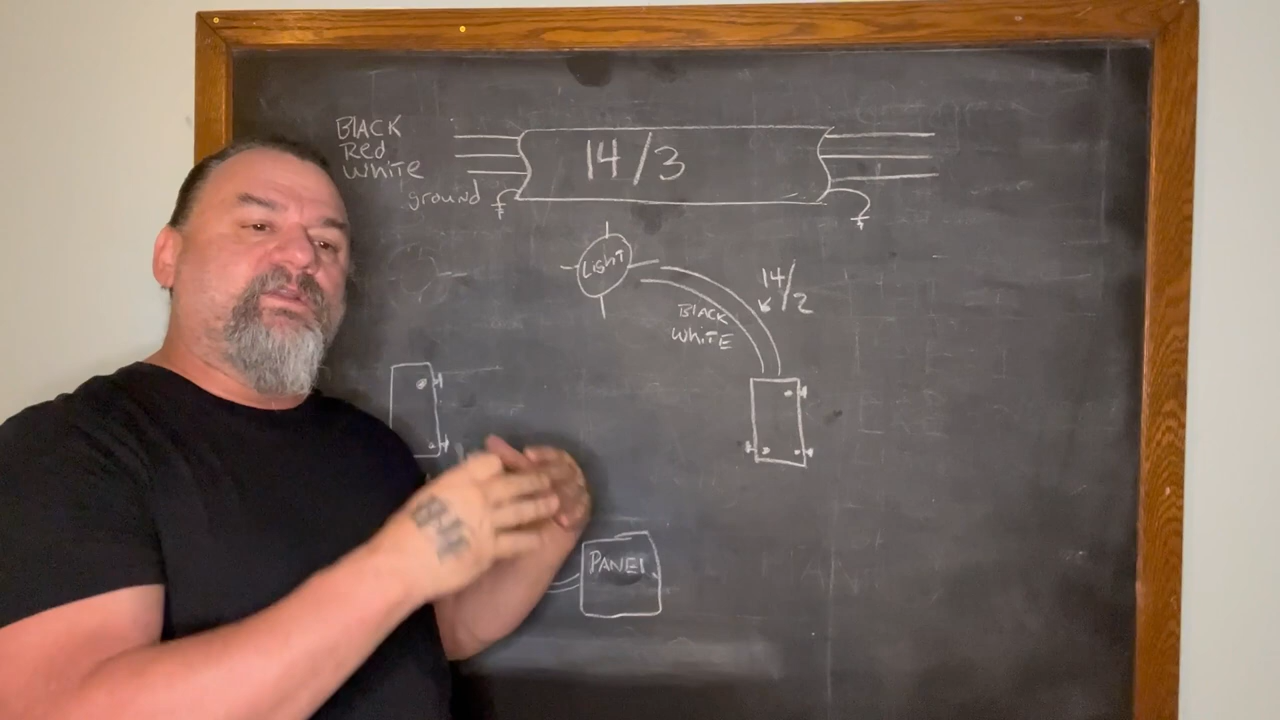 BLACK
Red
white
ground
14/3
LigHT
14/2
BLACK
wHiTE
PANEl